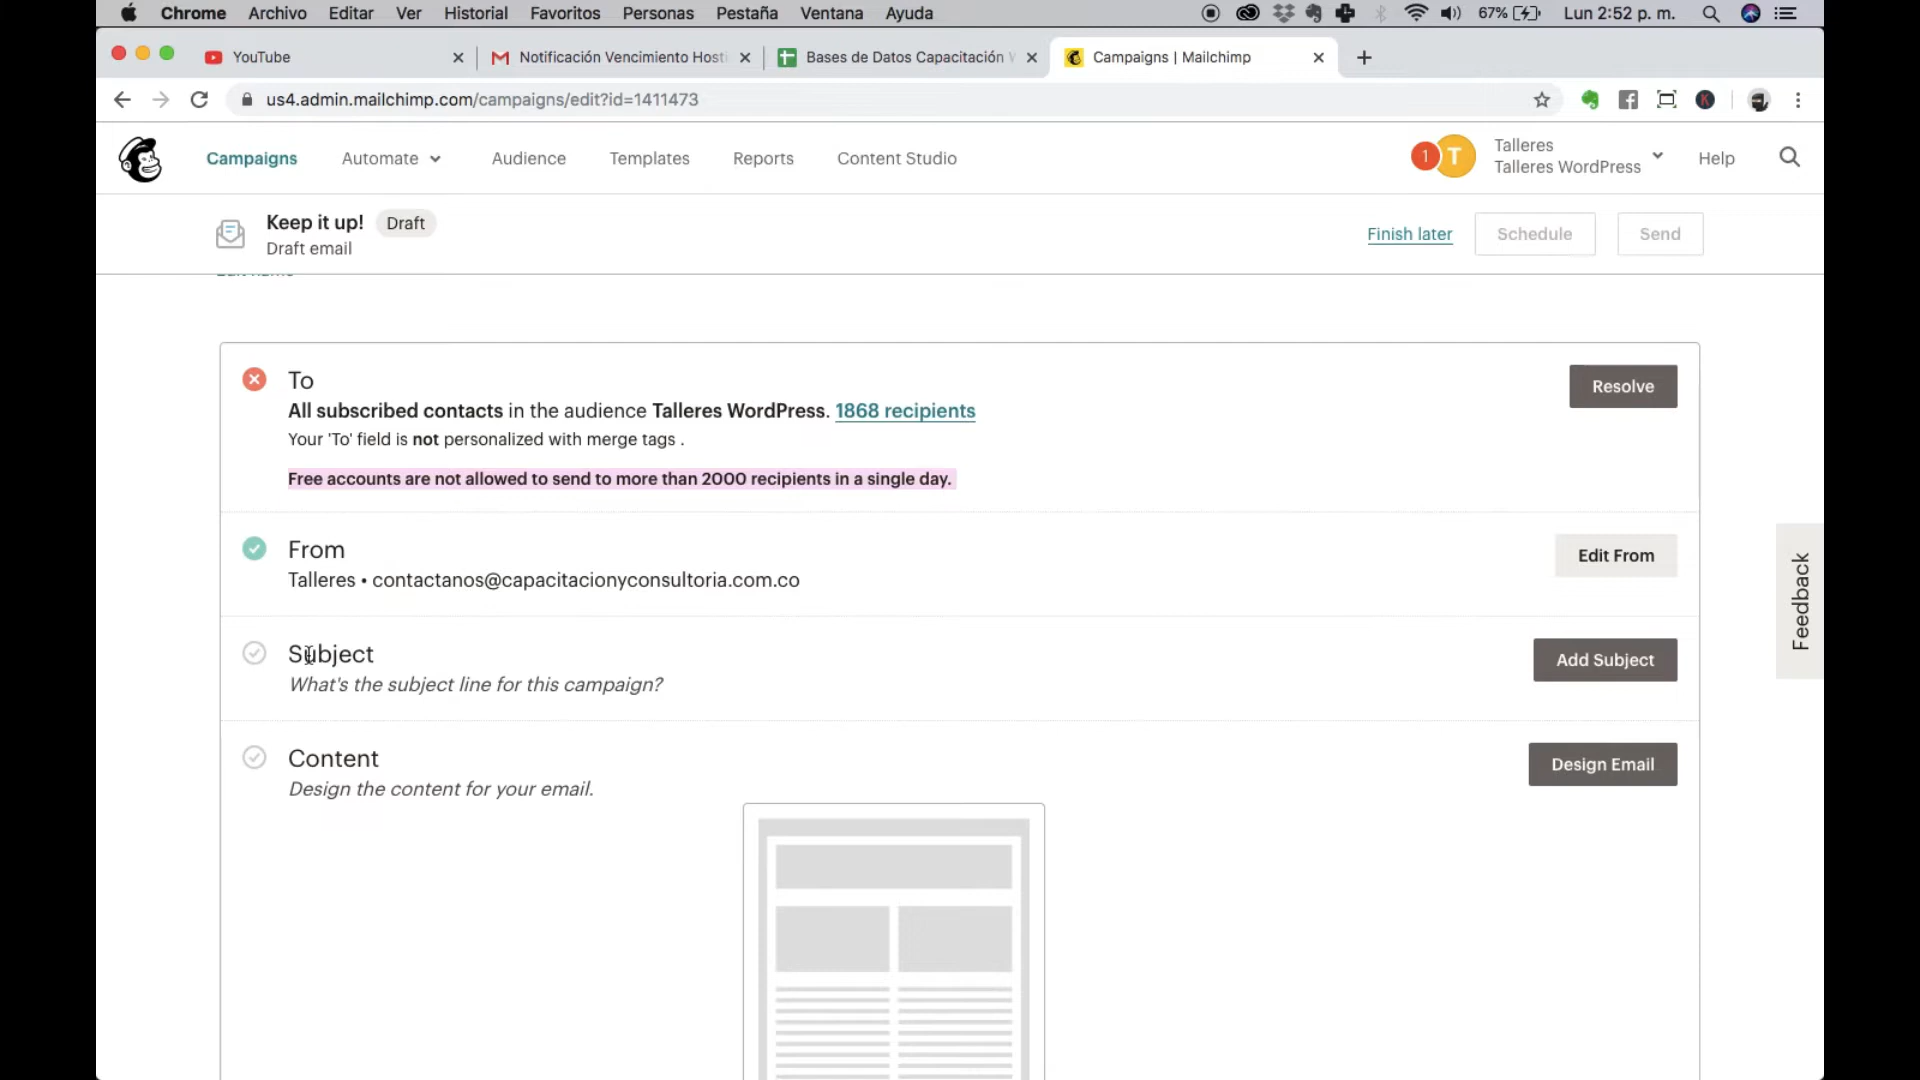 Chrome Archivo Editar Ver Historial Favoritos Personas Pestaña Ventana Ayuda 67% Lun 2:52 p. m.
YouTube Notificación Vencimiento Hosti Bases de Datos Capacitación Campaigns | Mailchimp
us4.admin.mailchimp.com/campaigns/edit?id=1411473
Campaigns Automate Audience Templates Reports Content Studio 1 T Talleres Help
Talleres WordPress
Keep it up! Draft
Draft email
Finish later Schedule Send
Edit name
To
All subscribed contacts in the audience Talleres WordPress. 1868 recipients
Your 'To' field is not personalized with merge tags .
Free accounts are not allowed to send to more than 2000 recipients in a single day.
Resolve
From
Talleres • contactanos@capacitacionyconsultoria.com.co
Edit From
Subject
What's the subject line for this campaign?
Add Subject
Content
Design the content for your email.
Design Email
Feedback